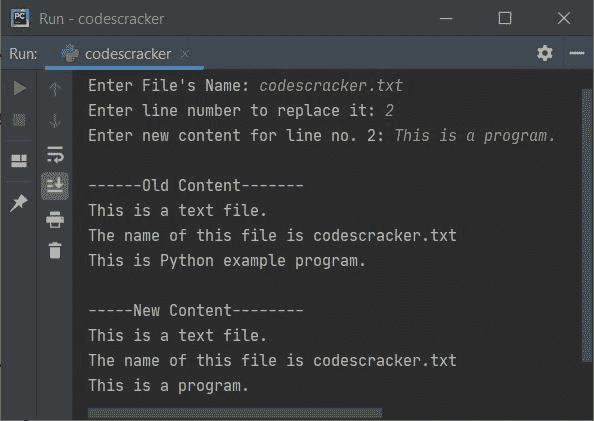 PC Run - codescracker
Run: codescracker
Enter File's Name: codescracker.txt
Enter line number to replace it: 2
Enter new content for line no. 2: This is a program.
------Old Content-------
This is a text file.
The name of this file is codescracker.txt
This is Python example program.
-----New Content--------
This is a text file.
The name of this file is codescracker.txt
This is a program.